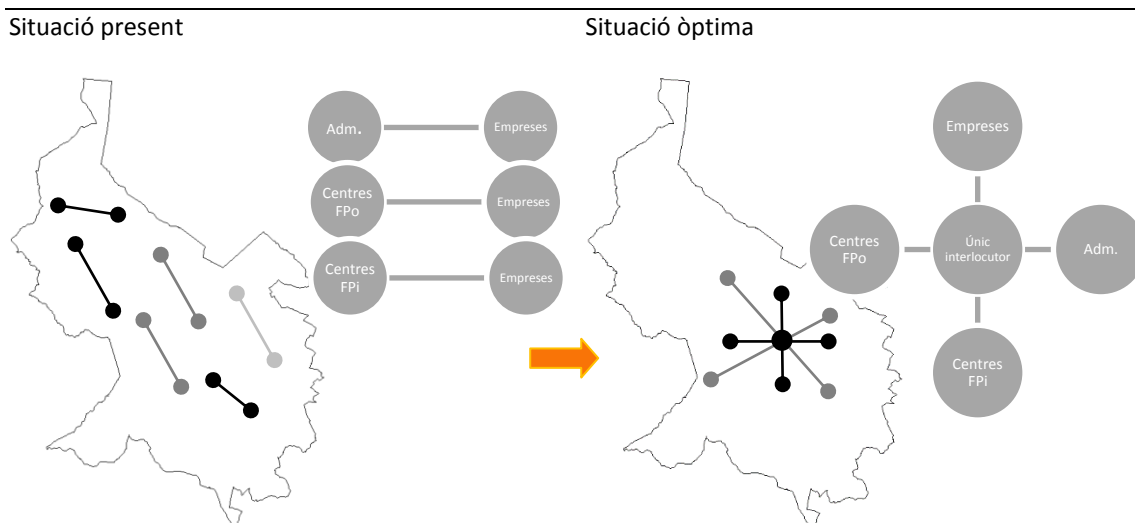 Situació present
Situació òptima
Adm.
Empreses
Centres
FPo
Empreses
Centres
FPi
Empreses
Empreses
Centres
FPo
Únic
interlocutor
Adm.
Centres
FPi